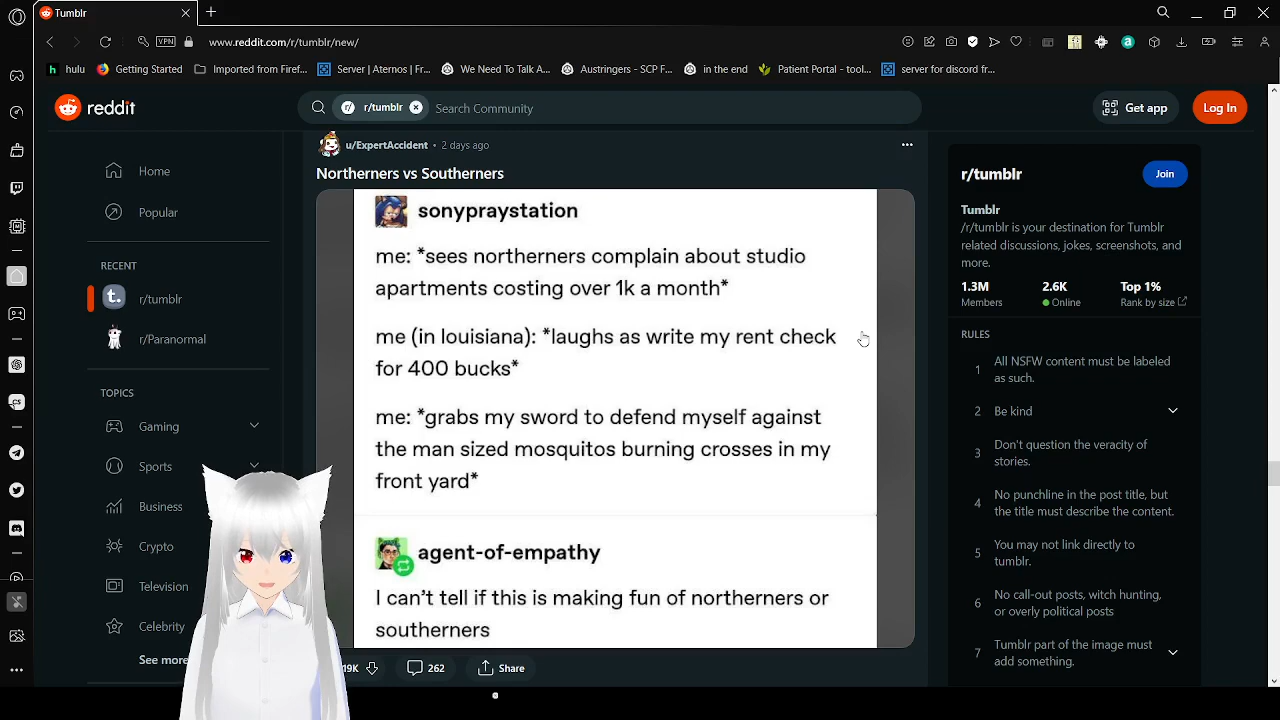 Tumblr
VPN
www.reddit.com/r/tumblr/new/
hulu
Getting Started
Imported from Firef...
Server | Aternos | Fr...
We Need To Talk A...
Austringers - SCP F...
in the end
Patient Portal - tool...
server for discord fr...
reddit
r/tumblr
Search Community
Get app
Log In
Home
Popular
RECENT
r/tumblr
r/Paranormal
TOPICS
Gaming
Sports
Business
Crypto
Television
Celebrity
See more
u/ExpertAccident • 2 days ago
Northerners vs Southerners
sonypraystation
me: *sees northerners complain about studio
apartments costing over 1k a month*
me (in louisiana): *laughs as write my rent check
for 400 bucks*
me: *grabs my sword to defend myself against
the man sized mosquitos burning crosses in my
front yard*
agent-of-empathy
I can't tell if this is making fun of northerners or
southerners
262
Share
r/tumblr
Join
Tumblr
/r/tumblr is your destination for Tumblr
related discussions, jokes, screenshots, and
more.
1.3M
Members
2.6K
Online
Top 1%
Rank by size
RULES
1 All NSFW content must be labeled
as such.
2 Be kind
3 Don't question the veracity of
stories.
4 No punchline in the post title, but
the title must describe the content.
5 You may not link directly to
tumblr.
6 No call-out posts, witch hunting,
or overly political posts
7 Tumblr part of the image must
add something.